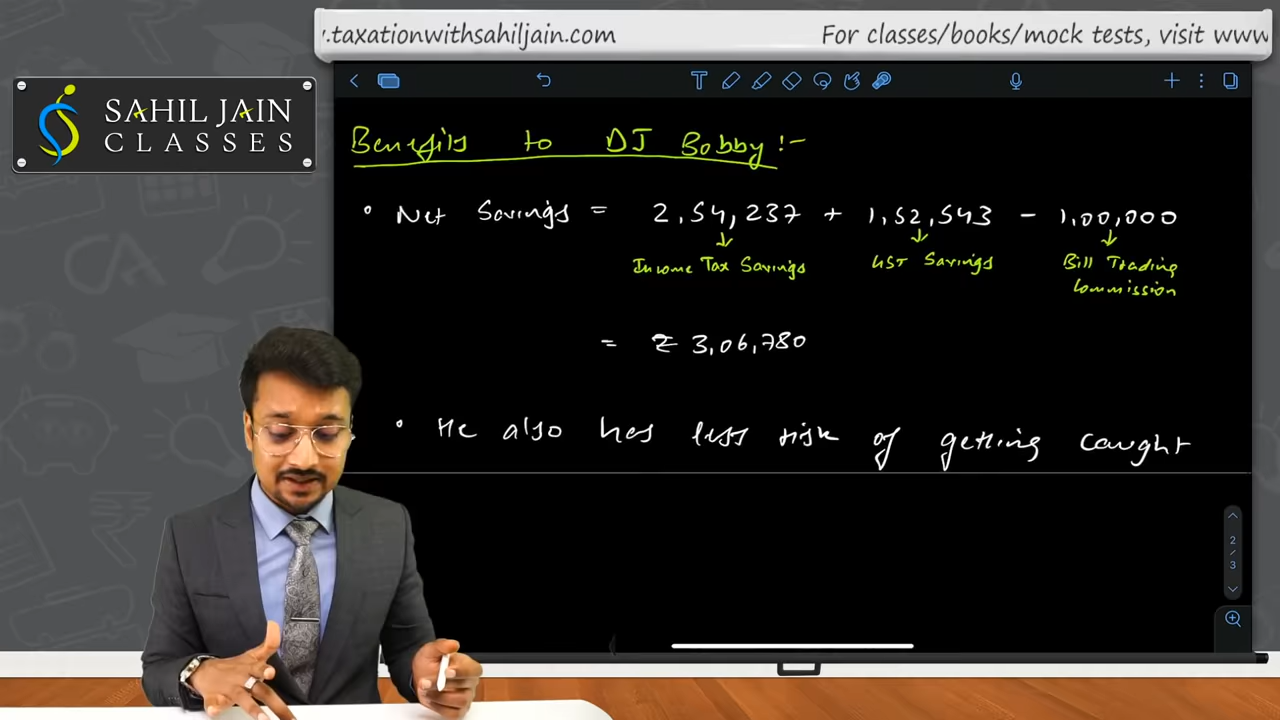 .taxationwithsahiljain.com For classes/books/mock tests, visit www
SAHIL JAIN
CLASSES
Benefits to DJ Bobby :-
• Net Savings = 2,54,237 + 1,52,543 - 1,00,000
Income Tax Savings GST Savings Bill Trading
Commission
= ₹ 3,06,780
• He also has less risk of getting caught
2
/
3